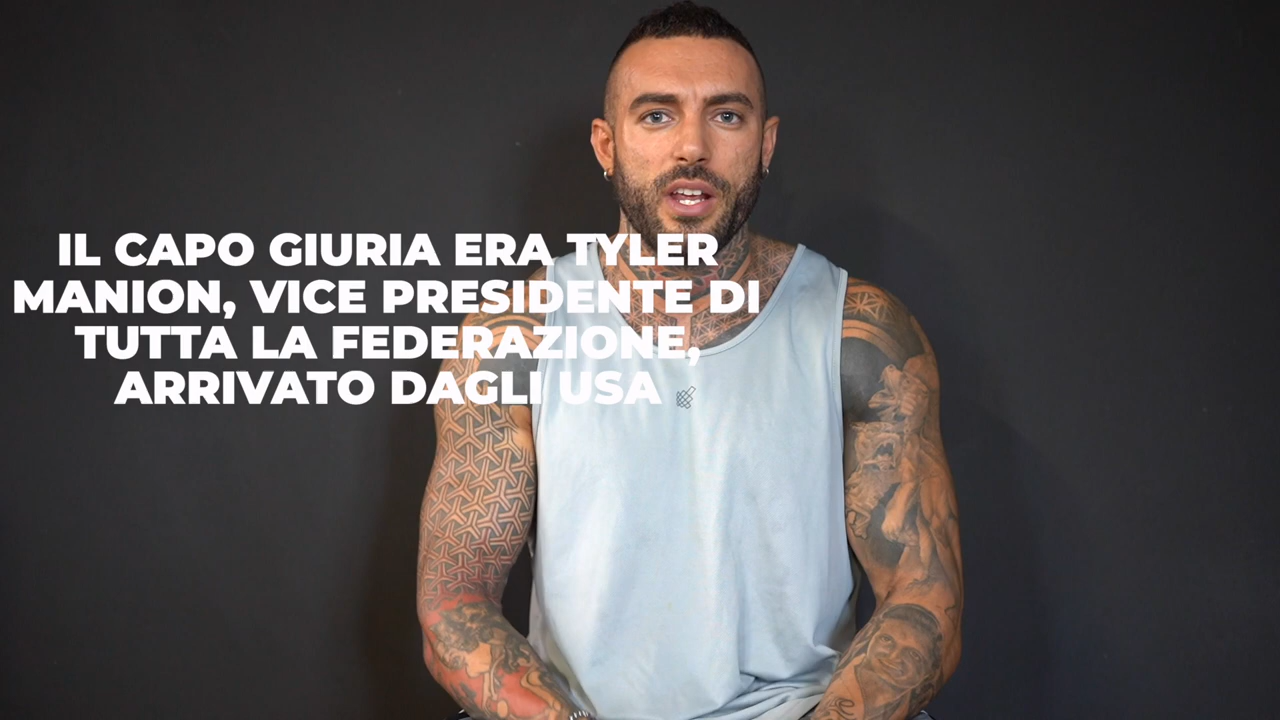 IL CAPO GIURIA ERA TYLER
MANION, VICE PRESIDENTE DI
TUTTA LA FEDERAZIONE,
ARRIVATO DAGLI USA